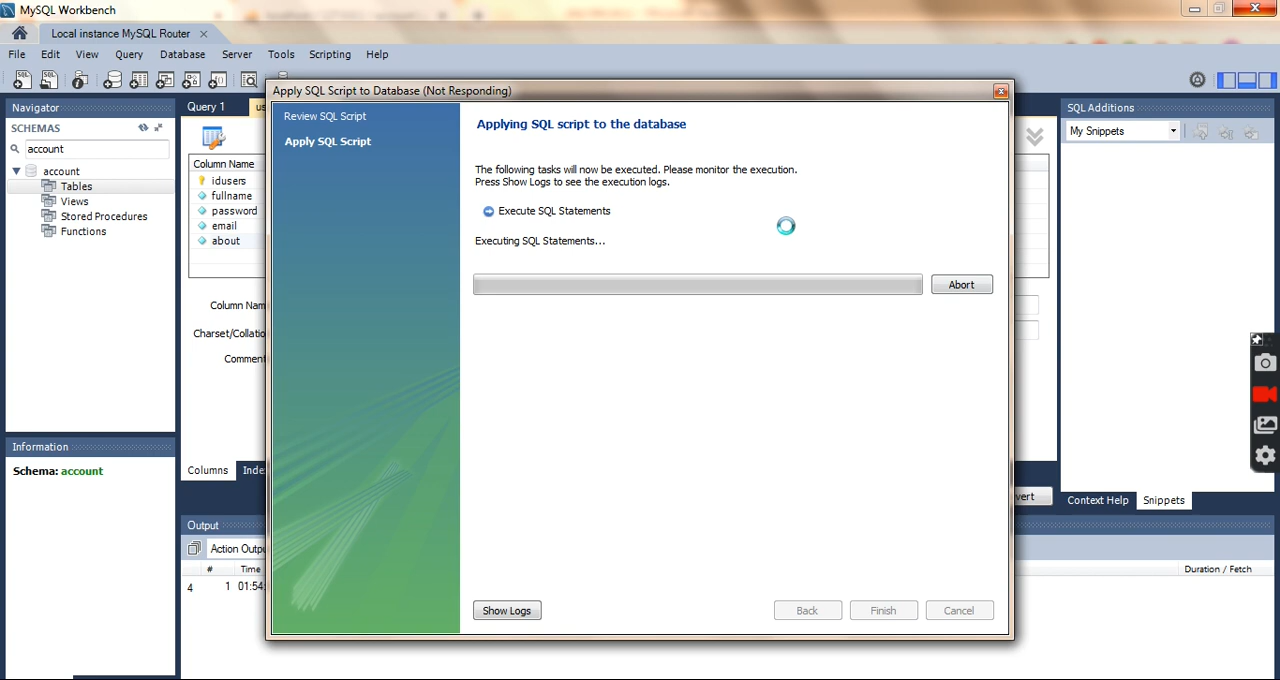 MySQL Workbench
Local instance MySQL Router
File Edit View Query Database Server Tools Scripting Help
Apply SQL Script to Database (Not Responding)
Navigator
SCHEMAS
account
account
Tables
Views
Stored Procedures
Functions
Information
Schema: account
Query 1
Column Name
idusers
fullname
password
email
about
Column Nam
Charset/Collatio
Comment
Columns
Inde
Output
Action Outpu
# Time
4 1 01:54:
Duration / Fetch
Review SQL Script
Apply SQL Script
Applying SQL script to the database
The following tasks will now be executed. Please monitor the execution.
Press Show Logs to see the execution logs.
Execute SQL Statements
Executing SQL Statements...
Abort
Show Logs
Back
Finish
Cancel
vert
SQL Additions
My Snippets
Context Help
Snippets